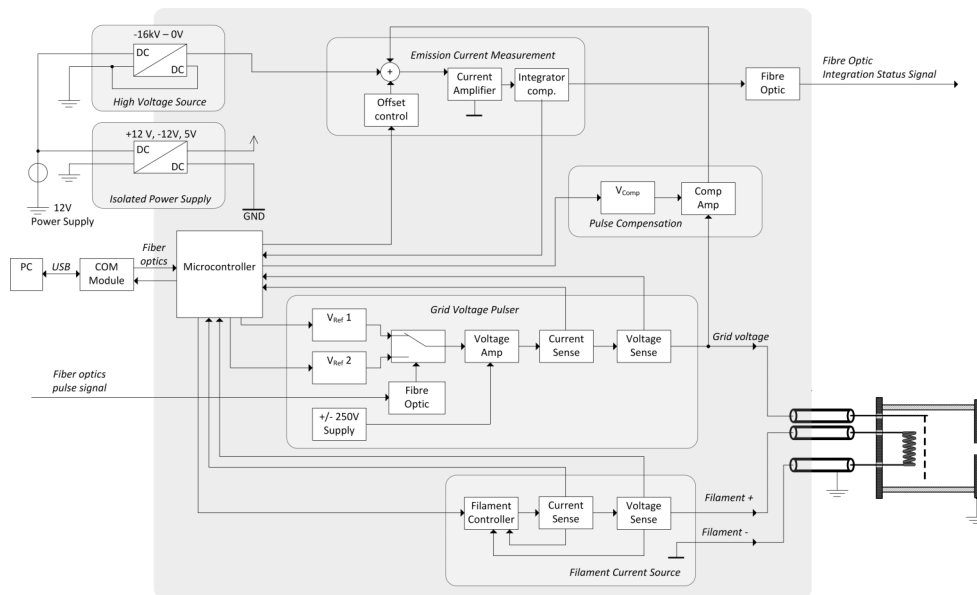 -16kV – 0V
DC
DC
High Voltage Source
+12 V, -12V, 5V
DC
DC
Isolated Power Supply
GND
12V
Power Supply
Emission Current Measurement
+
Current
Amplifier
Integrator
comp.
Offset
control
Fibre
Optic
Fibre Optic
Integration Status Signal
VComp
Comp
Amp
Pulse Compensation
PC
USB
COM
Module
Fiber
optics
Microcontroller
Grid Voltage Pulser
VRef 1
VRef 2
Voltage
Amp
Current
Sense
Voltage
Sense
Grid voltage
Fiber optics
pulse signal
Fibre
Optic
+/- 250V
Supply
Filament
Controller
Current
Sense
Voltage
Sense
Filament +
Filament -
Filament Current Source